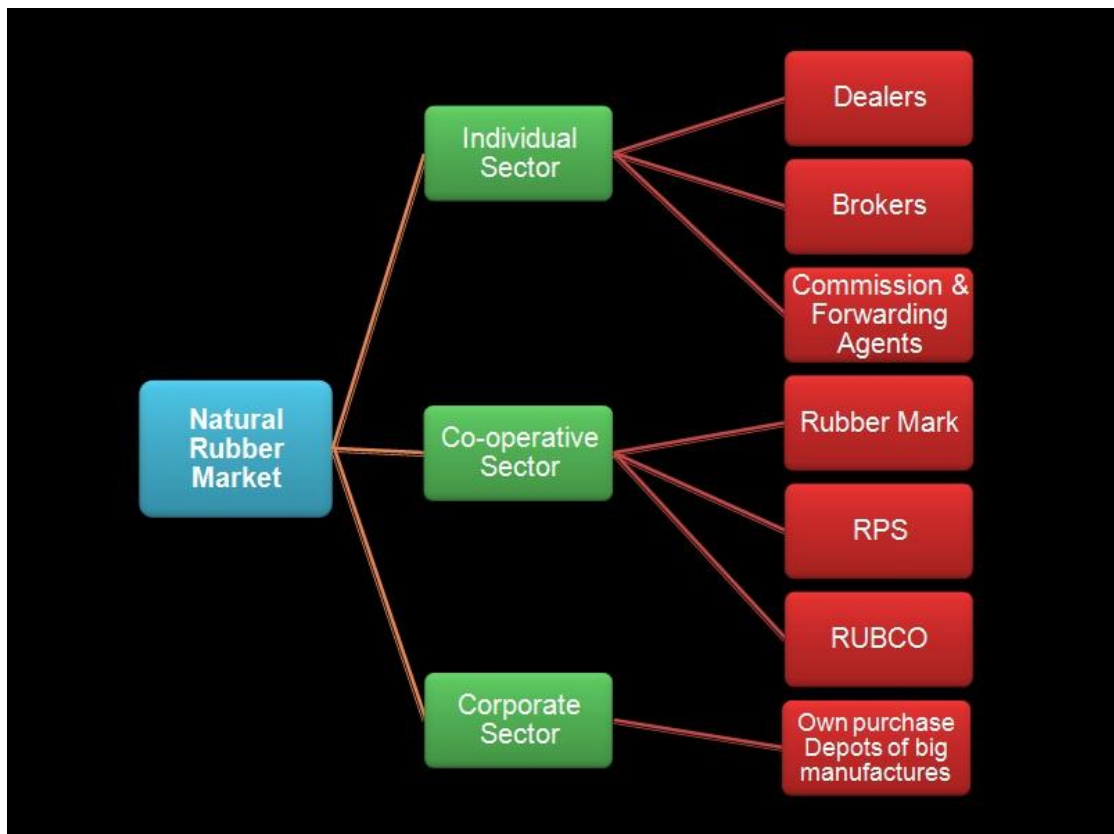 Natural
Rubber
Market
Individual
Sector
Co-operative
Sector
Corporate
Sector
Dealers
Brokers
Commission &
Forwarding
Agents
Rubber Mark
RPS
RUBCO
Own purchase
Depots of big
manufactures